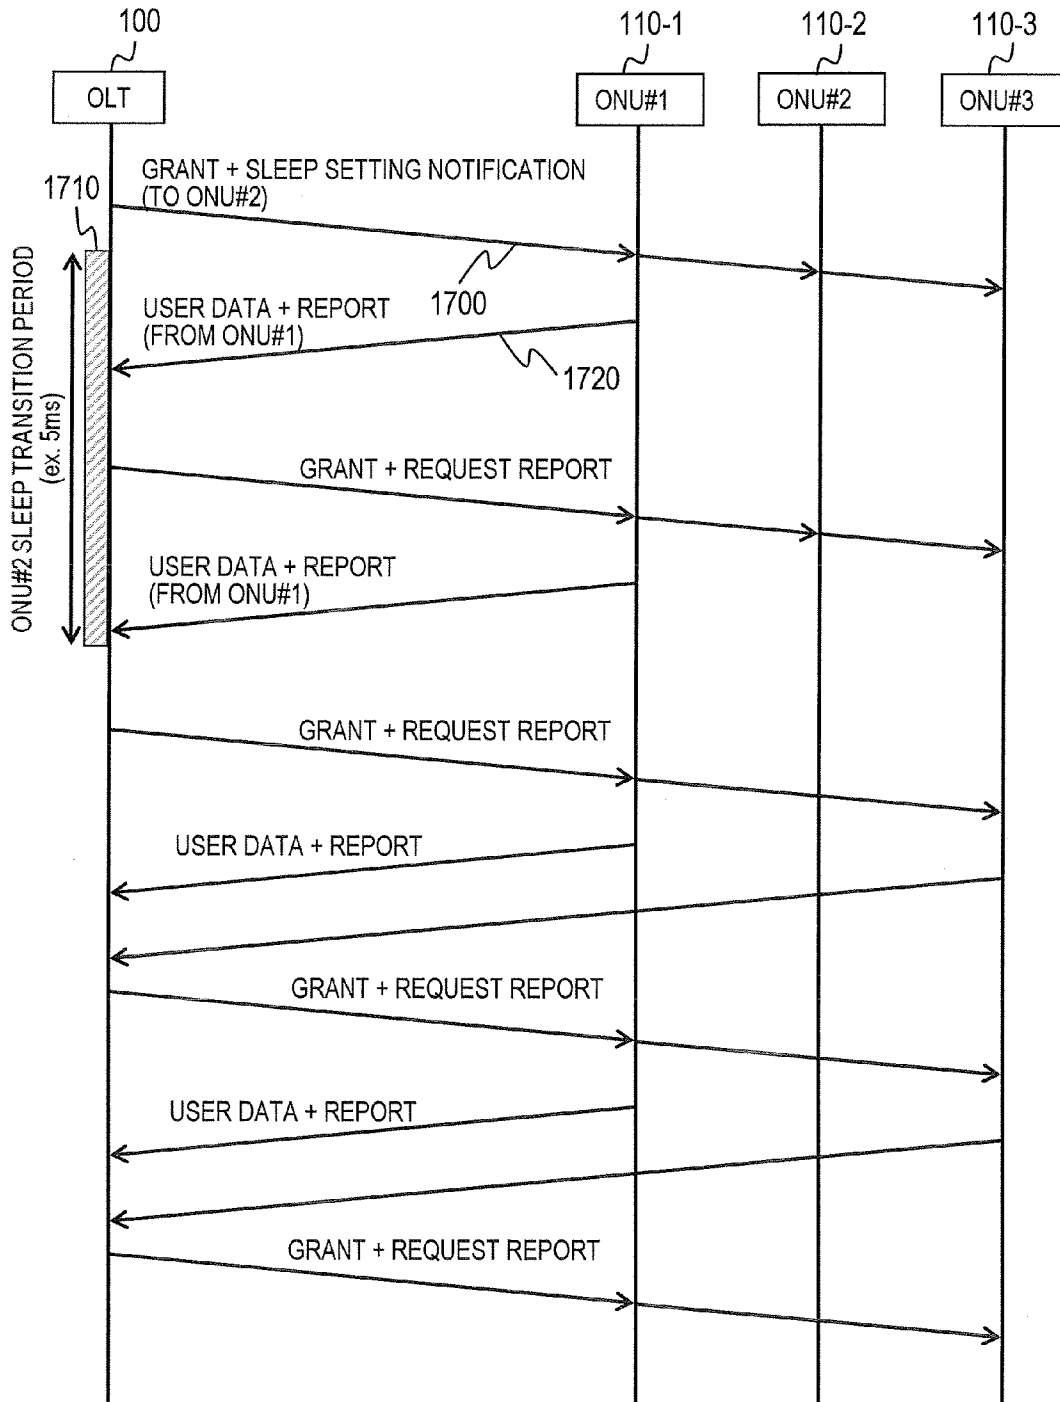 100
110-1
110-2
110-3
OLT
ONU#1
ONU#2
ONU#3
GRANT + SLEEP SETTING NOTIFICATION
(TO ONU#2)
1710
1700
USER DATA + REPORT
(FROM ONU#1)
1720
ONU#2 SLEEP TRANSITION PERIOD
(ex. 5ms)
GRANT + REQUEST REPORT
USER DATA + REPORT
(FROM ONU#1)
GRANT + REQUEST REPORT
USER DATA + REPORT
GRANT + REQUEST REPORT
USER DATA + REPORT
GRANT + REQUEST REPORT